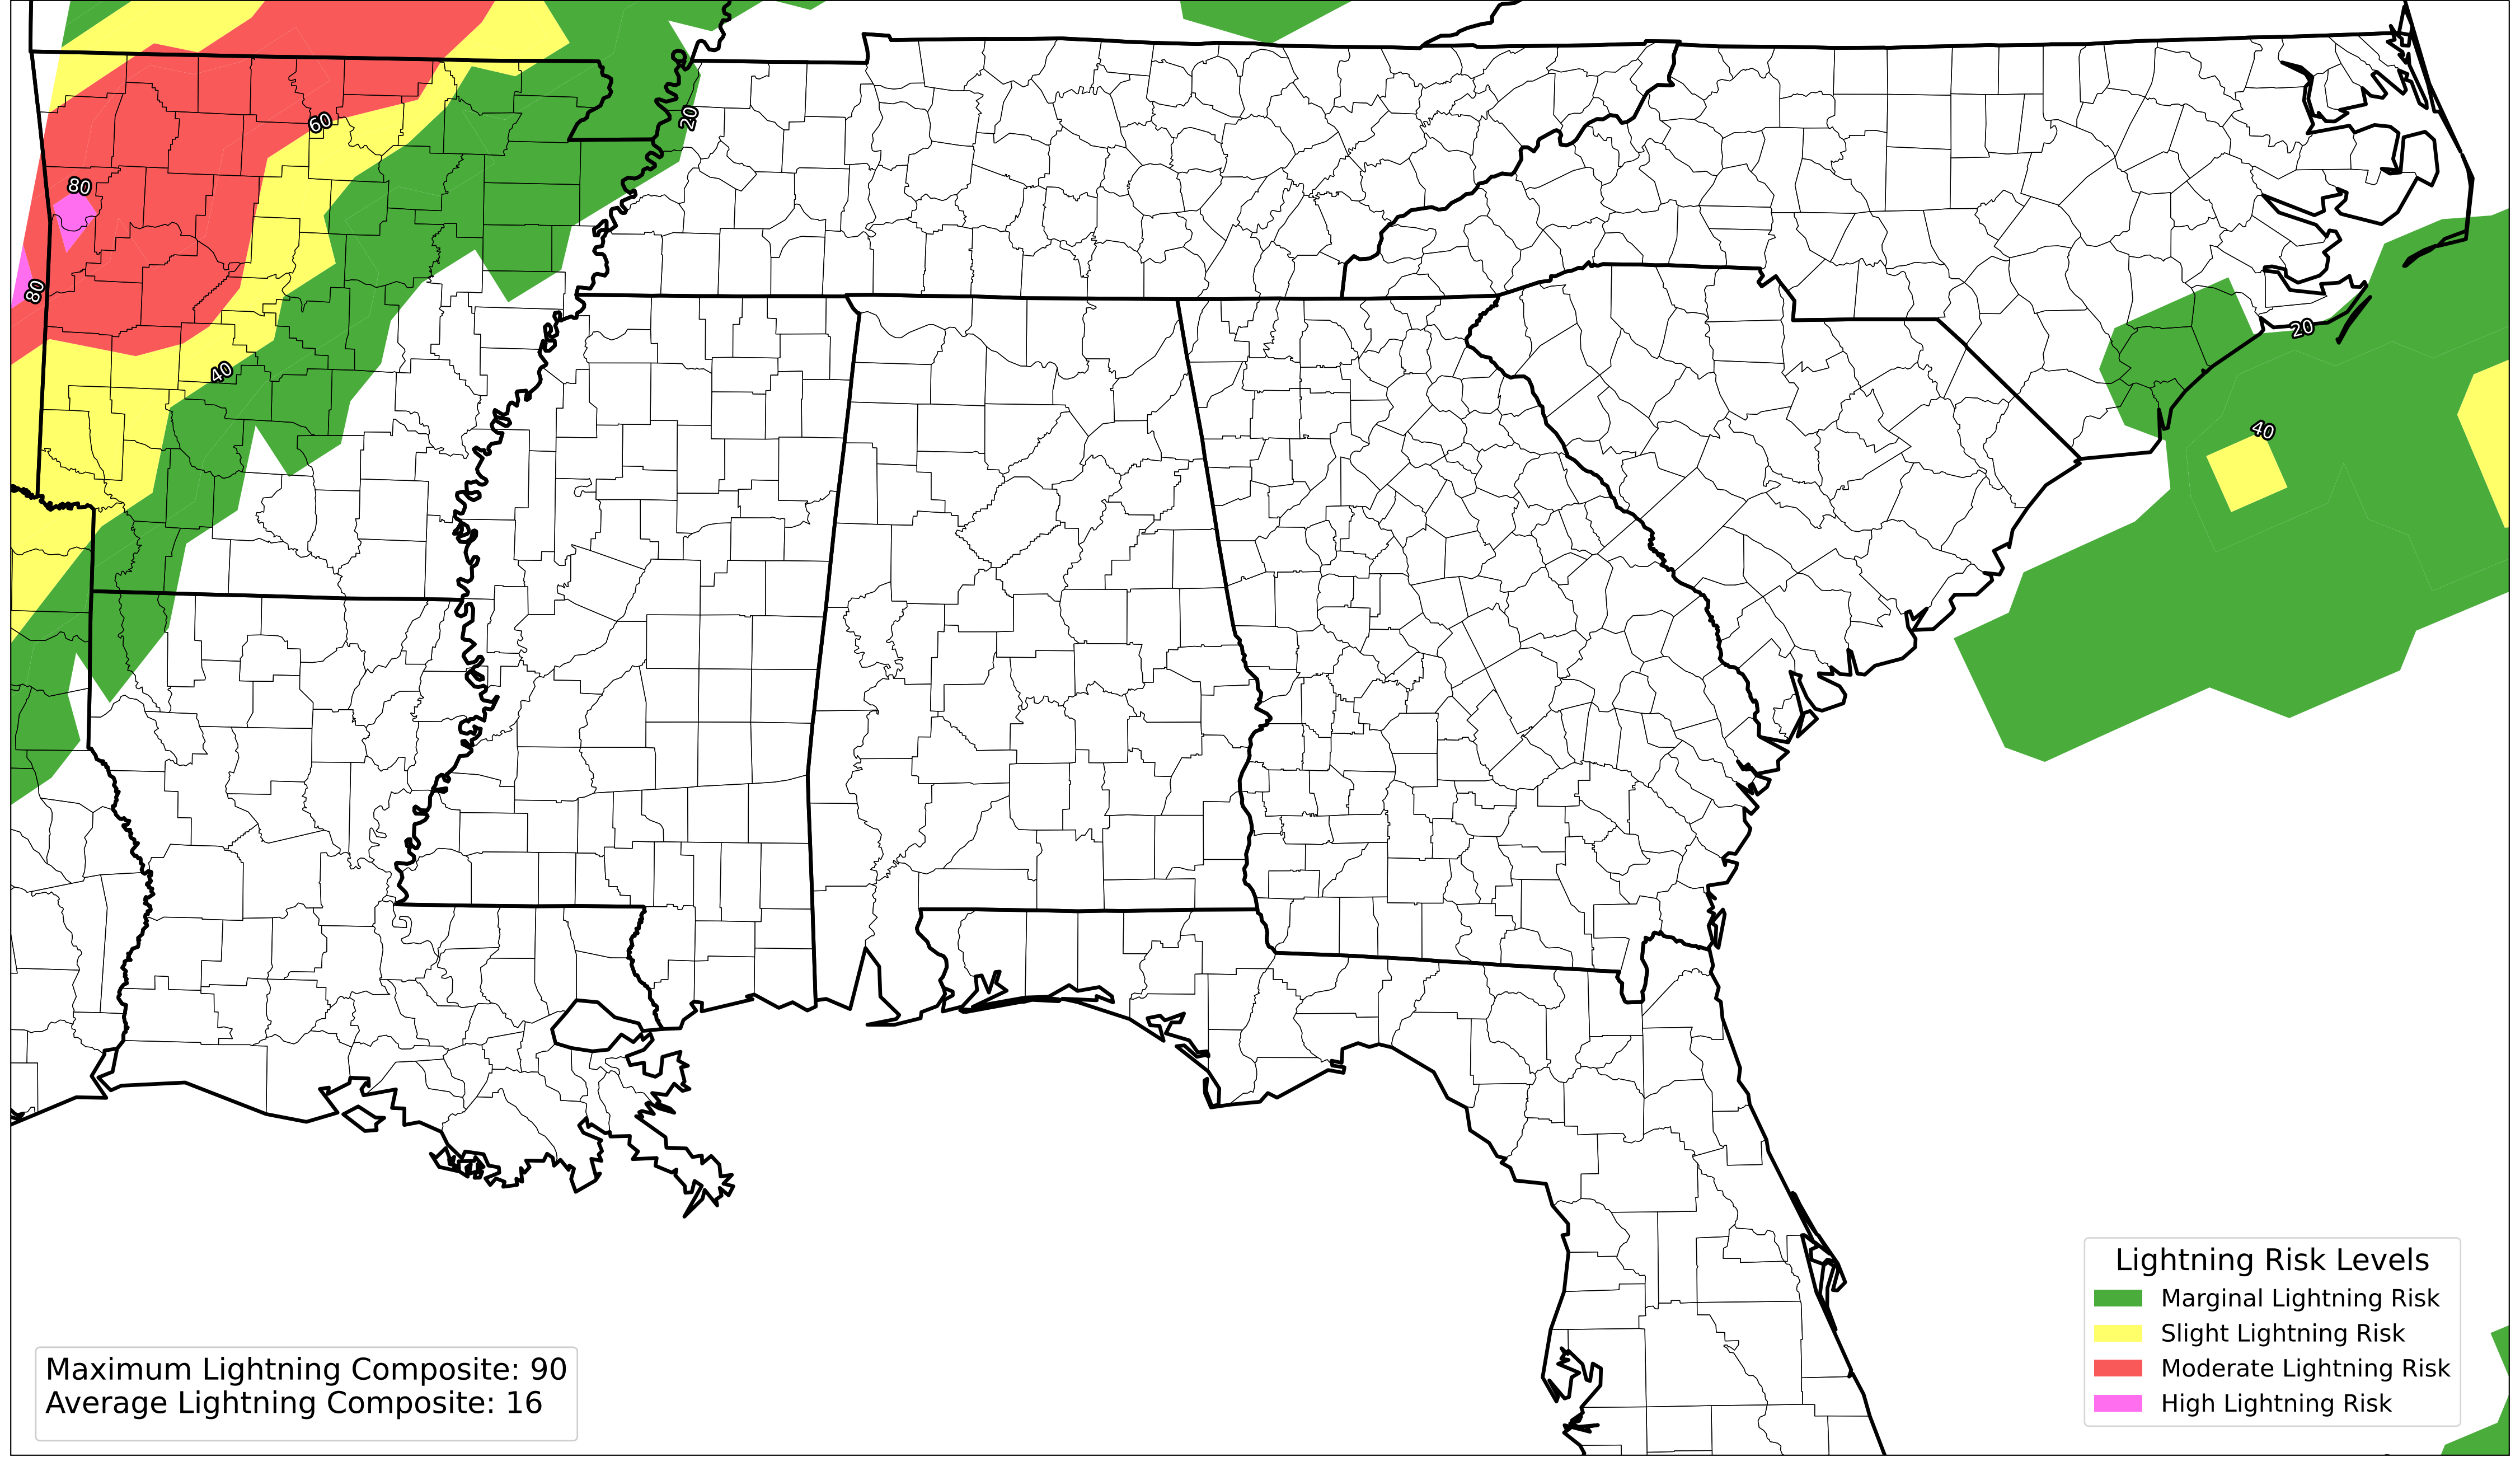 20
60
80
80
40
20
40
Lightning Risk Levels
Marginal Lightning Risk
Slight Lightning Risk
Moderate Lightning Risk
High Lightning Risk
Maximum Lightning Composite: 90
Average Lightning Composite: 16